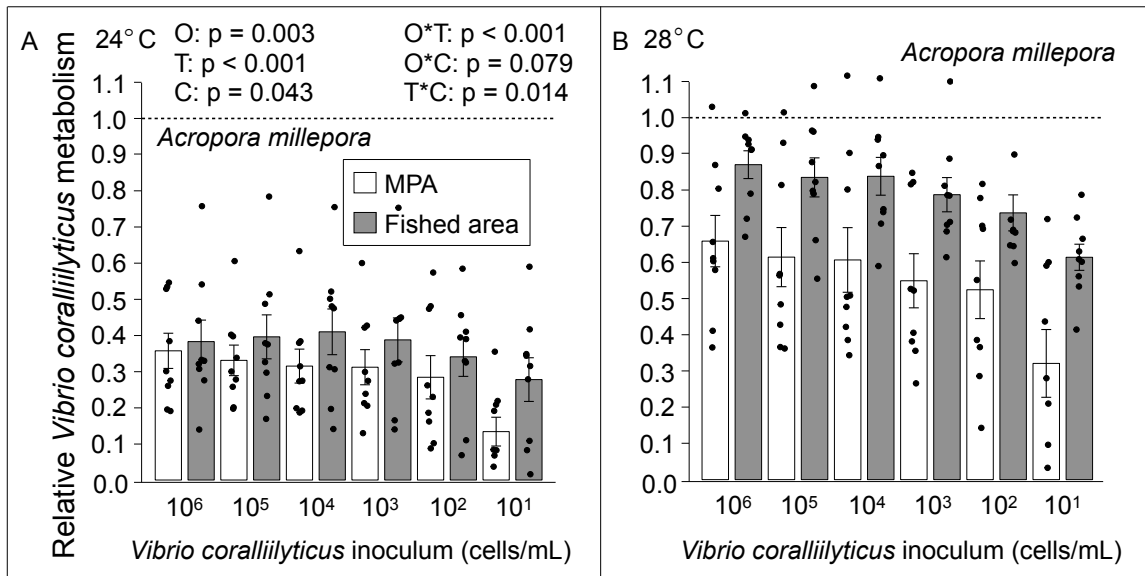 A 24°C
O: p = 0.003 O*T: p < 0.001
T: p < 0.001 O*C: p = 0.079
C: p = 0.043 T*C: p = 0.014
Relative Vibrio coralliilyticus metabolism
1.1
1.0
0.9
0.8
0.7
0.6
0.5
0.4
0.3
0.2
0.1
0.0
Acropora millepora
MPA
Fished area
10⁶ 10⁵ 10⁴ 10³ 10² 10¹
Vibrio coralliilyticus inoculum (cells/mL)
B 28°C
Acropora millepora
1.1
1.0
0.9
0.8
0.7
0.6
0.5
0.4
0.3
0.2
0.1
0.0
10⁶ 10⁵ 10⁴ 10³ 10² 10¹
Vibrio coralliilyticus inoculum (cells/mL)